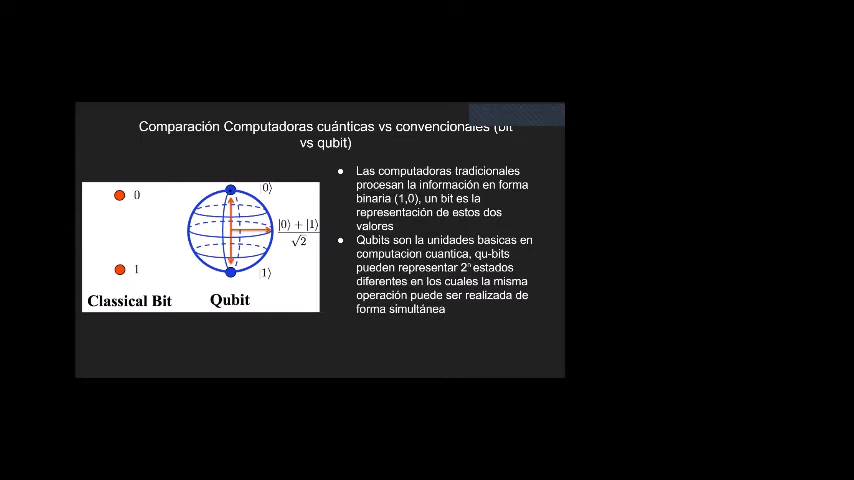 Comparación Computadoras cuánticas vs convencionales (bit
vs qubit)
0
1
Classical Bit
|0⟩
|0⟩ + |1⟩
√2
|1⟩
Qubit
● Las computadoras tradicionales
procesan la información en forma
binaria (1,0), un bit es la
representación de estos dos
valores
● Qubits son la unidades basicas en
computacion cuantica, qu-bits
pueden representar 2ⁿ estados
diferentes en los cuales la misma
operación puede ser realizada de
forma simultánea